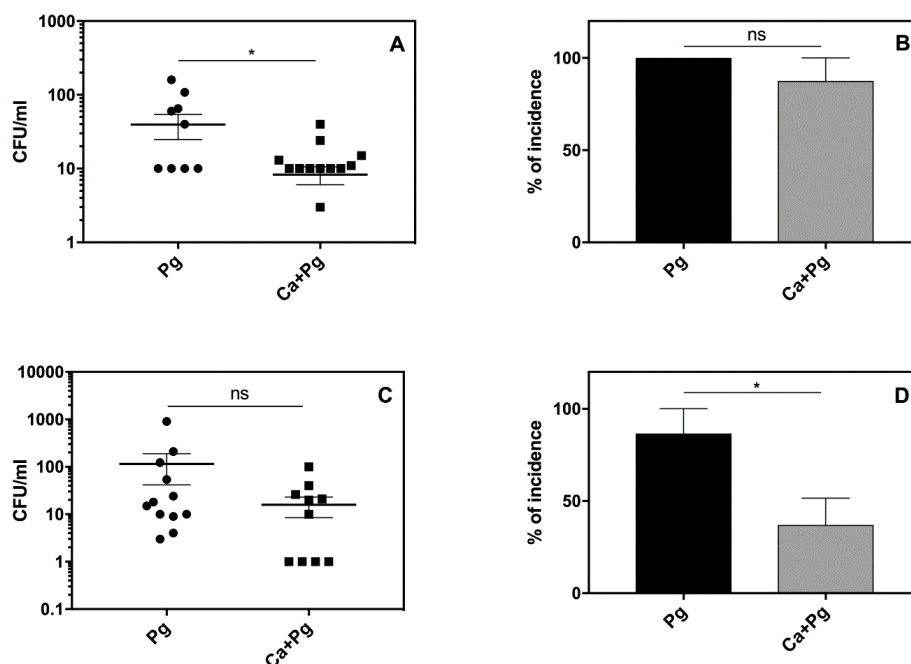 A
*
1000
100
10
1
CFU/ml
Pg
Ca+Pg
B
ns
100
50
0
% of incidence
Pg
Ca+Pg
C
ns
10000
1000
100
10
1
0.1
CFU/ml
Pg
Ca+Pg
D
*
100
50
0
% of incidence
Pg
Ca+Pg